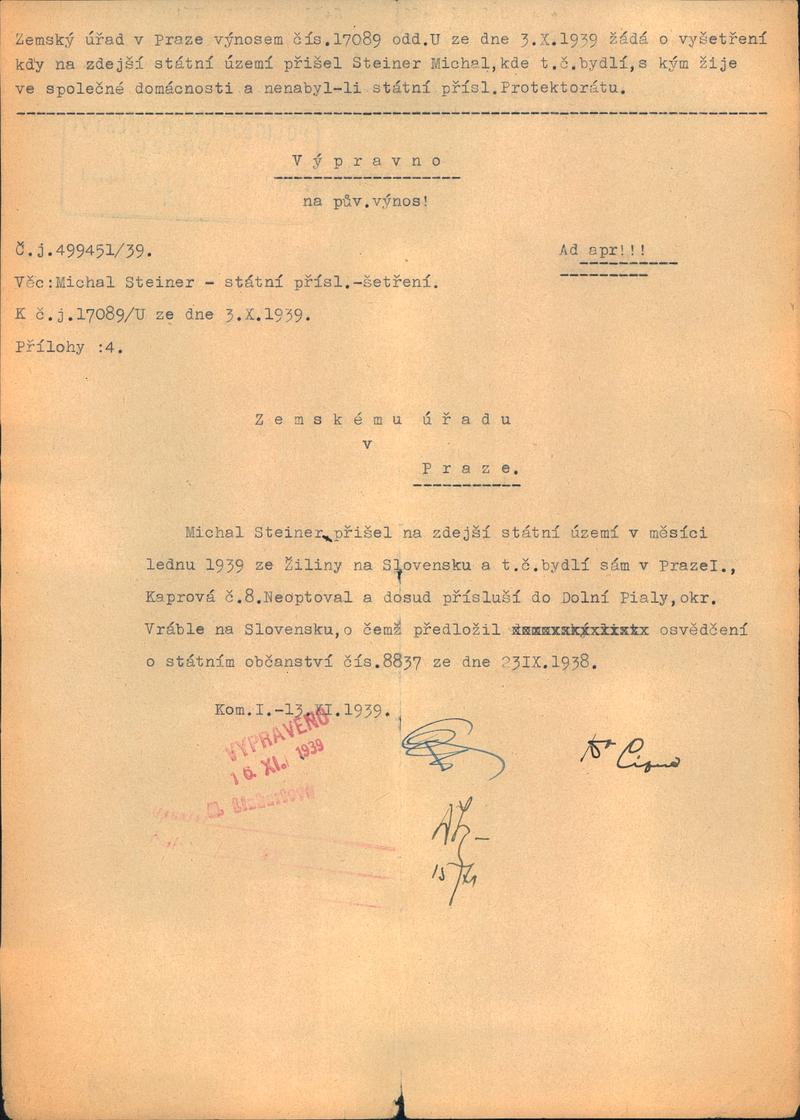 Zemský úřad v Praze výnosem čís.17089 odd.U ze dne 3.X.1939 žádá o vyšetření
kdy na zdejší státní území přišel Steiner Michal,kde t.č.bydlí,s kým žije
ve společné domácnosti a nenabyl-li státní přísl.Protektorátu.
V ý p r a v n o
na pův.výnos!
Č.j.499451/39.
Ad apr!!!
Věc:Michal Steiner - státní přísl.-šetření.
K č.j.17089/U ze dne 3.X.1939.
Přílohy :4.
Z e m s k é m u ú ř a d u
v
P r a z e.
Michal Steiner přišel na zdejší státní území v měsíci
lednu 1939 ze Žiliny na Slovensku a t.č.bydlí sám v PrazeI.,
Kaprová č.8.Neoptoval a dosud přísluší do Dolní Pialy,okr.
Vráble na Slovensku,o čemž předložil osvědčení
o státním občanství čís.8837 ze dne 23IX.1938.
Kom.I.-13.XI.1939.
VYPRAVENO
16. XI. 1939
Dr
15/XI